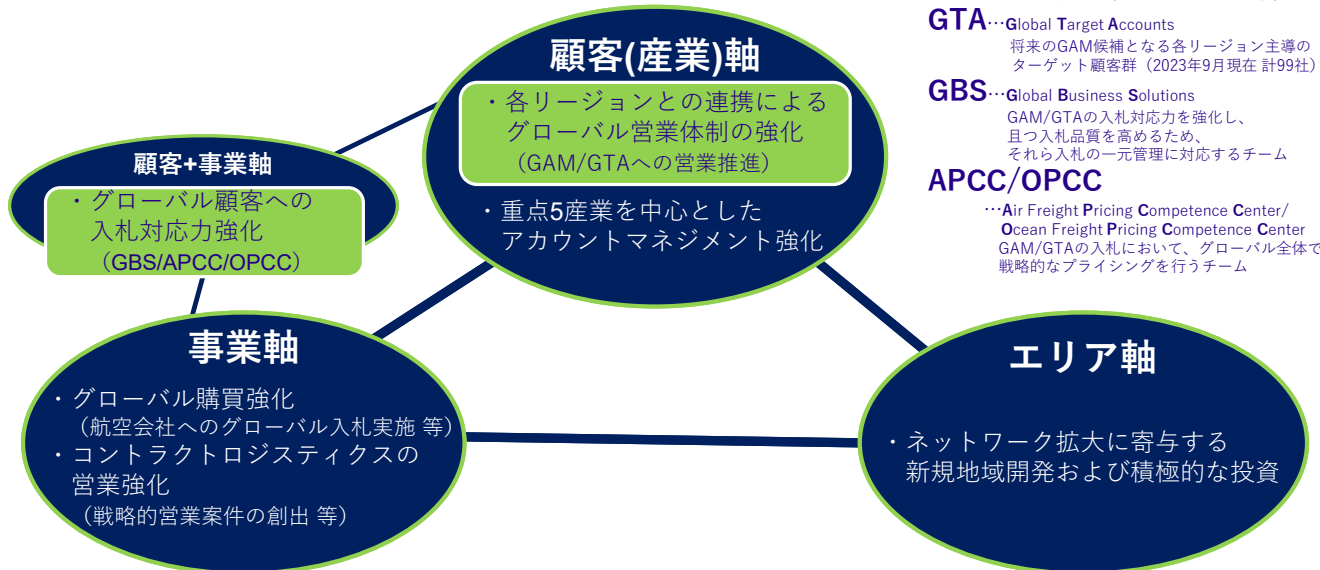 顧客(産業)軸
・各リージョンとの連携による
グローバル営業体制の強化
(GAM/GTAへの営業推進)
・重点5産業を中心とした
アカウントマネジメント強化
顧客+事業軸
・グローバル顧客への
入札対応力強化
(GBS/APCC/OPCC)
事業軸
・グローバル購買強化
(航空会社へのグローバル入札実施 等)
・コントラクトロジスティクスの
営業強化
(戦略的営業案件の創出 等)
エリア軸
・ネットワーク拡大に寄与する
新規地域開発および積極的な投資
GTA…Global Target Accounts
将来のGAM候補となる各リージョン主導の
ターゲット顧客群(2023年9月現在 計99社)
GBS…Global Business Solutions
GAM/GTAの入札対応力を強化し、
且つ入札品質を高めるため、
それら入札の一元管理に対応するチーム
APCC/OPCC
…Air Freight Pricing Competence Center/
Ocean Freight Pricing Competence Center
GAM/GTAの入札において、グローバル全体で
戦略的なプライシングを行うチーム